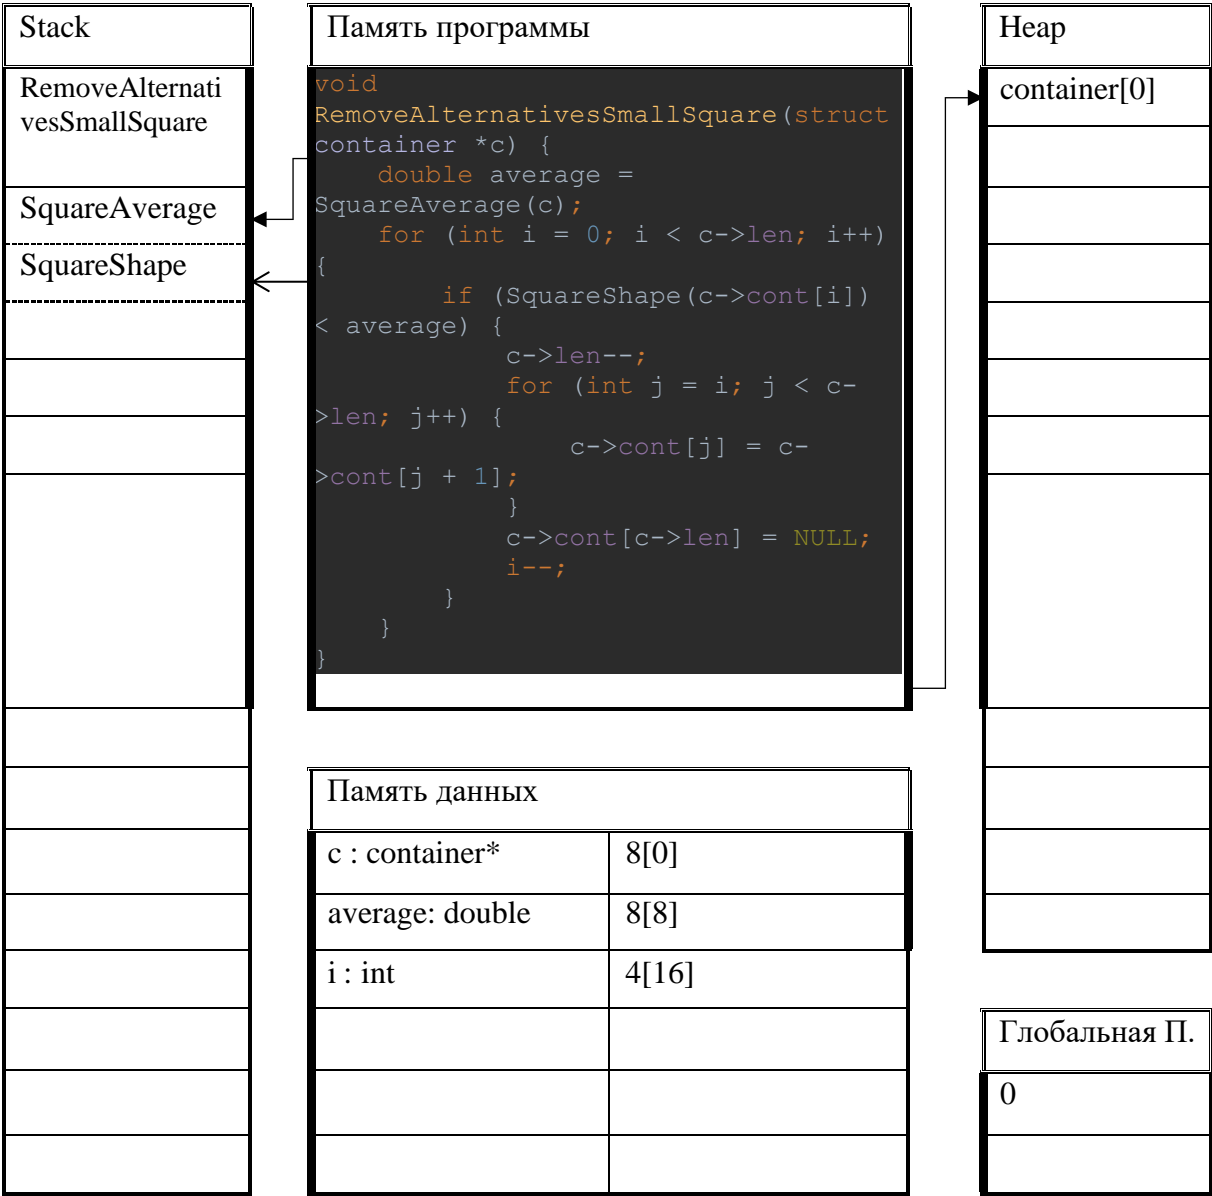 Stack
RemoveAlternati
vesSmallSquare
SquareAverage
SquareShape
Память программы
void
RemoveAlternativesSmallSquare(struct
container *c) {
    double average =
SquareAverage(c);
    for (int i = 0; i < c->len; i++)
{
        if (SquareShape(c->cont[i])
< average) {
            c->len--;
            for (int j = i; j < c-
>len; j++) {
                c->cont[j] = c-
>cont[j + 1];
            }
            c->cont[c->len] = NULL;
            i--;
        }
    }
}
Память данных
c : container* 8[0]
average: double 8[8]
i : int 4[16]
Heap
container[0]
Глобальная П.
0